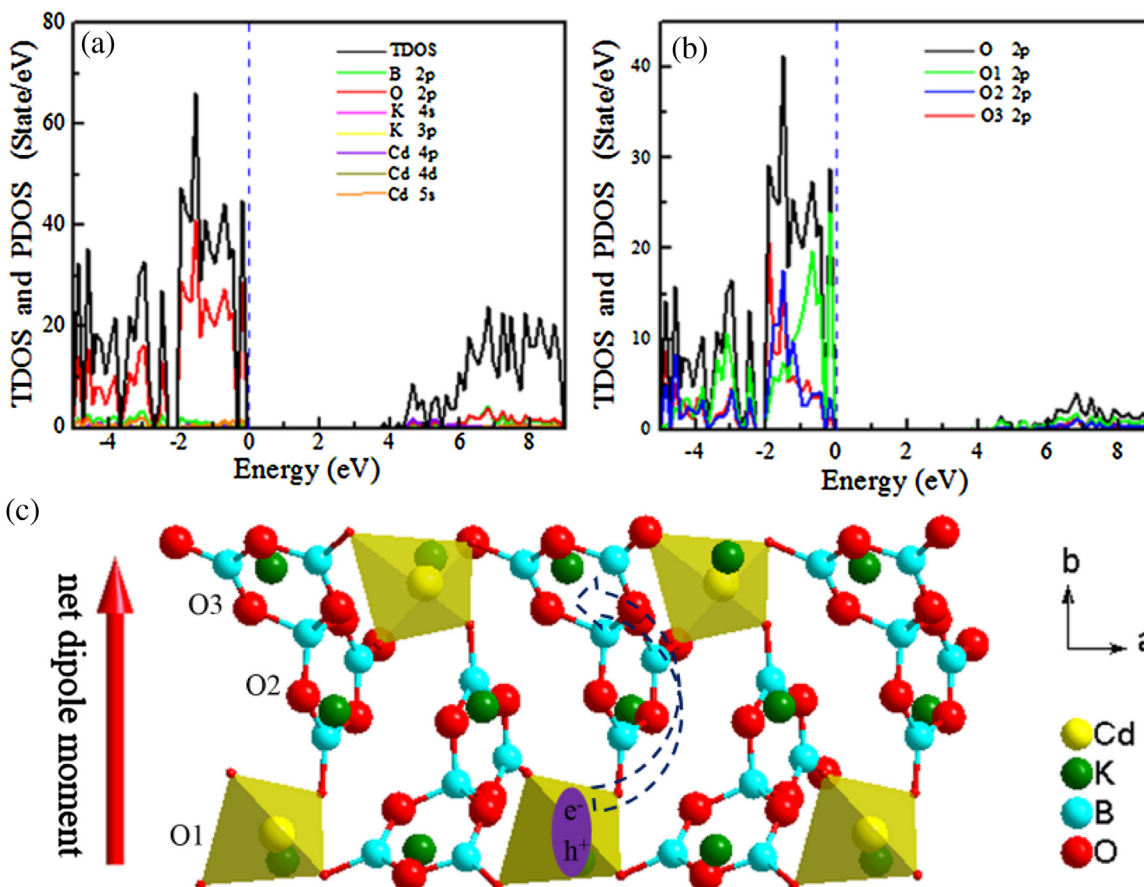 (a)
TDOS and PDOS (State/eV)
80
60
40
20
0
TDOS
B 2p
O 2p
K 4s
K 3p
Cd 4p
Cd 4d
Cd 5s
-4 -2 0 2 4 6 8
Energy (eV)
(b)
TDOS and PDOS (State/eV)
40
30
20
10
0
O 2p
O1 2p
O2 2p
O3 2p
-4 -2 0 2 4 6 8
Energy (eV)
(c)
net dipole moment
O3
O2
O1
e-
h+
b
a
Cd
K
B
O